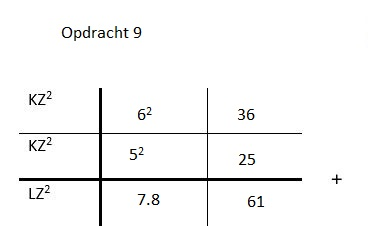 Opdracht 9
KZ² 6² 36
KZ² 5² 25
+
LZ² 7.8 61